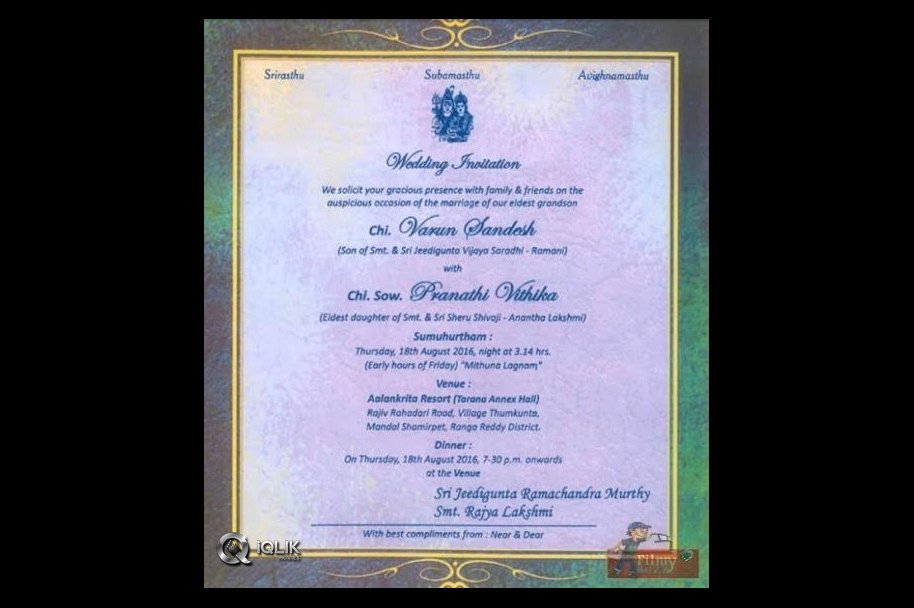 Srirasthu Subamasthu Avighnamasthu
Wedding Invitation
We solicit your gracious presence with family & friends on the
auspicious occasion of the marriage of our eldest grandson
Chi. Varun Sandesh
(Son of Smt. & Sri Jeedigunta Vijaya Saradhi - Ramani)
with
Chi. Sow. Pranathi Vithika
(Eldest daughter of Smt. & Sri Sheru Shivaji - Anantha Lakshmi)
Sumuhurtham :
Thursday, 18th August 2016, night at 3.14 hrs.
(Early hours of Friday) "Mithuna Lagnam"
Venue :
Aalankrita Resort (Tarana Annex Hall)
Rajiv Rahadari Road, Village Thumkunta,
Mandal Shamirpet, Ranga Reddy District.
Dinner :
On Thursday, 18th August 2016, 7-30 p.m. onwards
at the Venue
Sri Jeedigunta Ramachandra Murthy
Smt. Rajya Lakshmi
With best compliments from : Near & Dear
iQLIK
Filmy